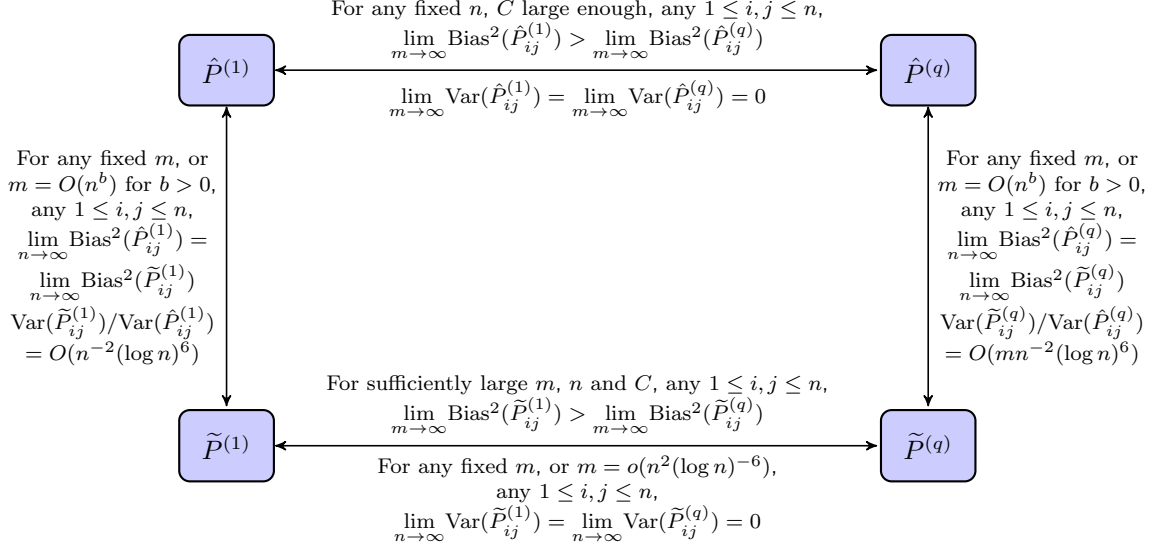 For any fixed n, C large enough, any 1 ≤ i, j ≤ n,
lim_{m→∞} Bias²(P̂_{ij}^{(1)}) > lim_{m→∞} Bias²(P̂_{ij}^{(q)})
P̂^{(1)}
P̂^{(q)}
lim_{m→∞} Var(P̂_{ij}^{(1)}) = lim_{m→∞} Var(P̂_{ij}^{(q)}) = 0
For any fixed m, or
m = O(n^b) for b > 0,
any 1 ≤ i, j ≤ n,
lim_{n→∞} Bias²(P̂_{ij}^{(1)}) =
lim_{n→∞} Bias²(P̃_{ij}^{(1)})
Var(P̃_{ij}^{(1)})/Var(P̂_{ij}^{(1)})
= O(n^{−2}(log n)^6)
For any fixed m, or
m = O(n^b) for b > 0,
any 1 ≤ i, j ≤ n,
lim_{n→∞} Bias²(P̂_{ij}^{(q)}) =
lim_{n→∞} Bias²(P̃_{ij}^{(q)})
Var(P̃_{ij}^{(q)})/Var(P̂_{ij}^{(q)})
= O(mn^{−2}(log n)^6)
For sufficiently large m, n and C, any 1 ≤ i, j ≤ n,
lim_{m→∞} Bias²(P̃_{ij}^{(1)}) > lim_{m→∞} Bias²(P̃_{ij}^{(q)})
P̃^{(1)}
P̃^{(q)}
For any fixed m, or m = o(n²(log n)^{−6}),
any 1 ≤ i, j ≤ n,
lim_{n→∞} Var(P̃_{ij}^{(1)}) = lim_{n→∞} Var(P̃_{ij}^{(q)}) = 0